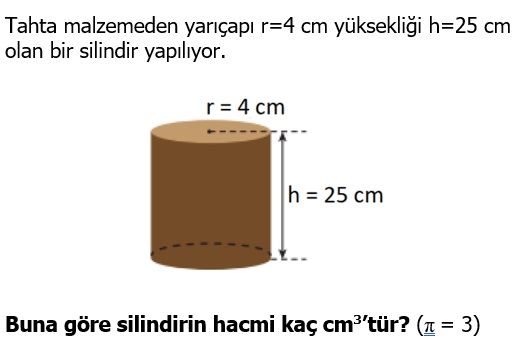 Tahta malzemeden yarıçapı r=4 cm yüksekliği h=25 cm
olan bir silindir yapılıyor.
r = 4 cm
h = 25 cm
Buna göre silindirin hacmi kaç cm³'tür? (π = 3)